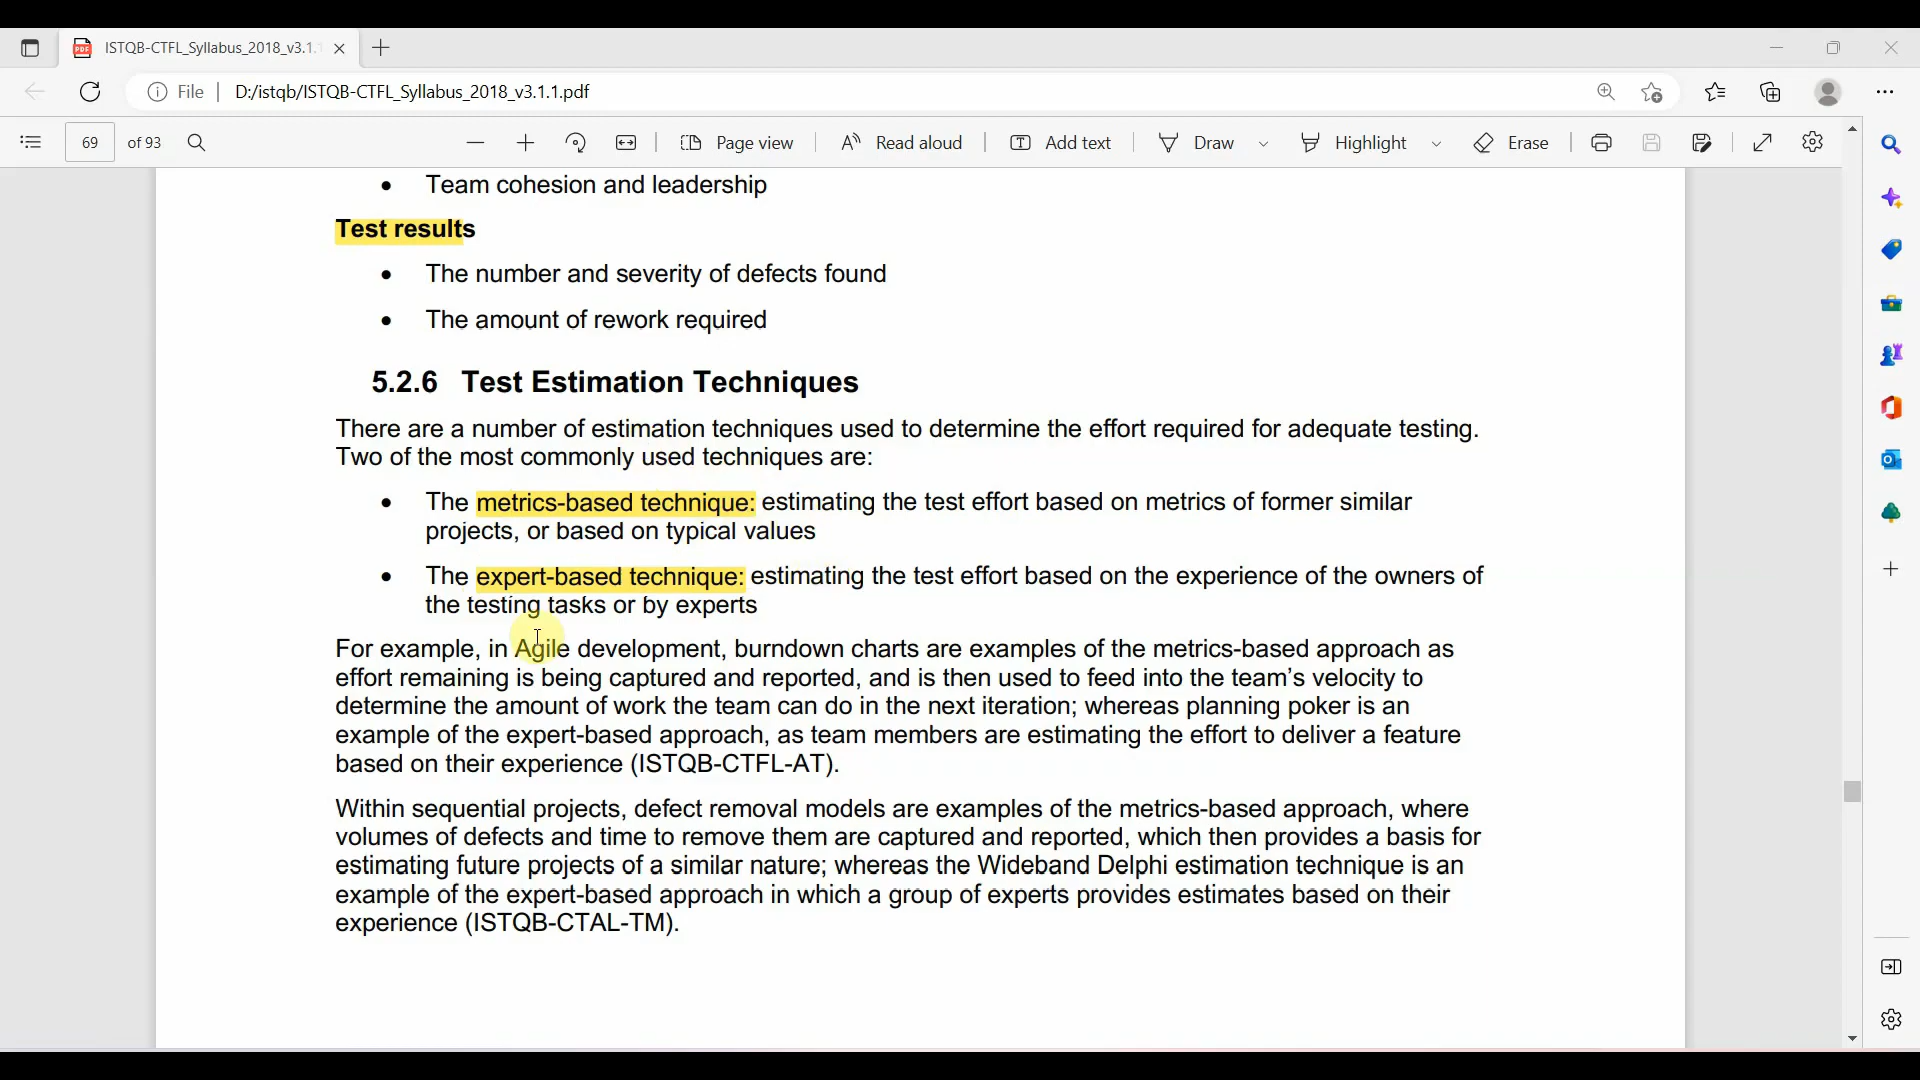 ISTQB-CTFL_Syllabus_2018_v3.1.
File D:/istqb/ISTQB-CTFL_Syllabus_2018_v3.1.1.pdf
69 of 93 Page view Read aloud Add text Draw Highlight Erase
• Team cohesion and leadership
Test results
• The number and severity of defects found
• The amount of rework required
5.2.6 Test Estimation Techniques
There are a number of estimation techniques used to determine the effort required for adequate testing.
Two of the most commonly used techniques are:
• The metrics-based technique: estimating the test effort based on metrics of former similar
projects, or based on typical values
• The expert-based technique: estimating the test effort based on the experience of the owners of
the testing tasks or by experts
For example, in Agile development, burndown charts are examples of the metrics-based approach as
effort remaining is being captured and reported, and is then used to feed into the team’s velocity to
determine the amount of work the team can do in the next iteration; whereas planning poker is an
example of the expert-based approach, as team members are estimating the effort to deliver a feature
based on their experience (ISTQB-CTFL-AT).
Within sequential projects, defect removal models are examples of the metrics-based approach, where
volumes of defects and time to remove them are captured and reported, which then provides a basis for
estimating future projects of a similar nature; whereas the Wideband Delphi estimation technique is an
example of the expert-based approach in which a group of experts provides estimates based on their
experience (ISTQB-CTAL-TM).